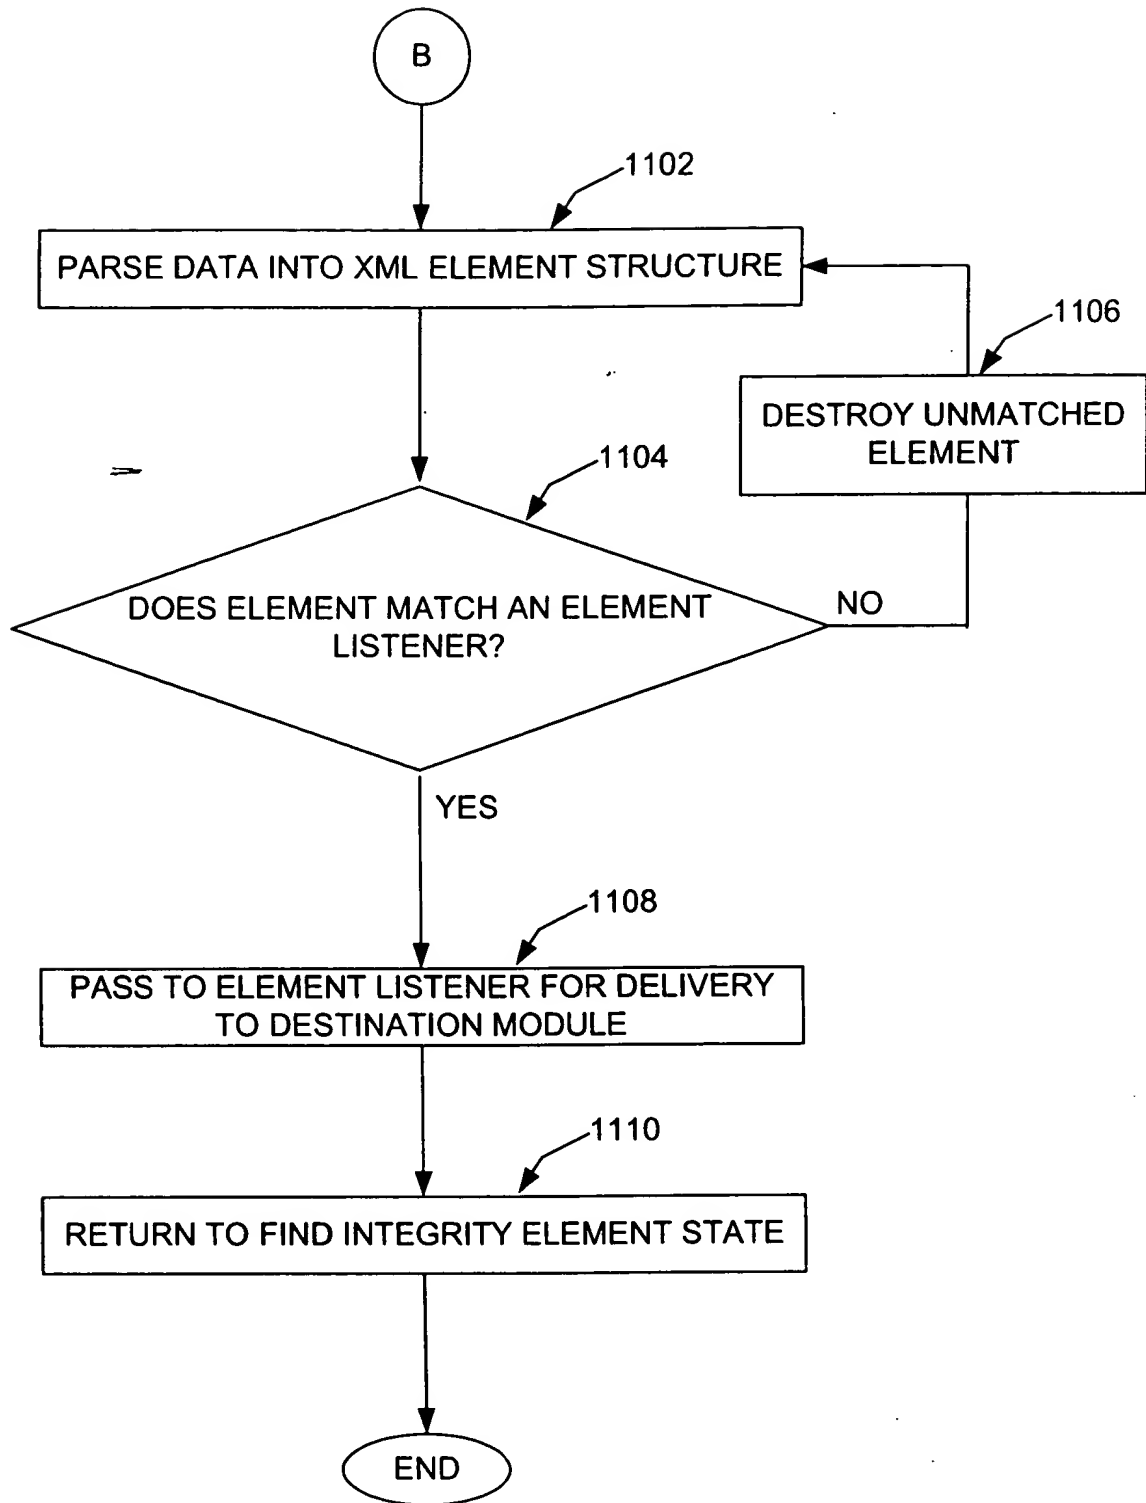 B
1102
PARSE DATA INTO XML ELEMENT STRUCTURE
1106
DESTROY UNMATCHED
ELEMENT
1104
DOES ELEMENT MATCH AN ELEMENT
LISTENER?
NO
YES
1108
PASS TO ELEMENT LISTENER FOR DELIVERY
TO DESTINATION MODULE
1110
RETURN TO FIND INTEGRITY ELEMENT STATE
END